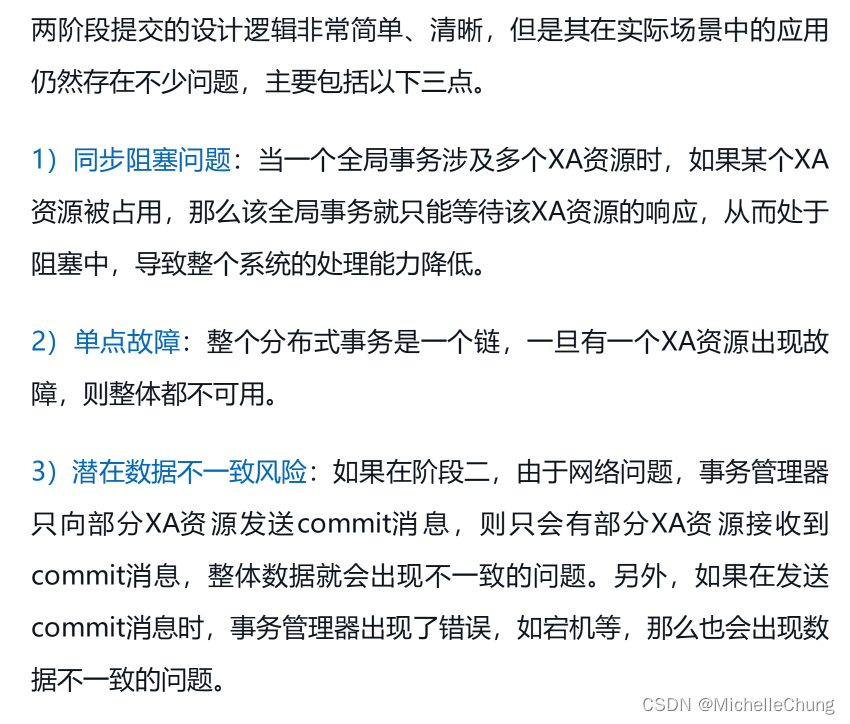 两阶段提交的设计逻辑非常简单、清晰，但是其在实际场景中的应用
仍然存在不少问题，主要包括以下三点。
1）同步阻塞问题：当一个全局事务涉及多个XA资源时，如果某个XA
资源被占用，那么该全局事务就只能等待该XA资源的响应，从而处于
阻塞中，导致整个系统的处理能力降低。
2）单点故障：整个分布式事务是一个链，一旦有一个XA资源出现故
障，则整体都不可用。
3）潜在数据不一致风险：如果在阶段二，由于网络问题，事务管理器
只向部分XA资源发送commit消息，则只会有部分XA资源接收到
commit消息，整体数据就会出现不一致的问题。另外，如果在发送
commit消息时，事务管理器出现了错误，如宕机等，那么也会出现数
据不一致的问题。
CSDN @MichelleChung